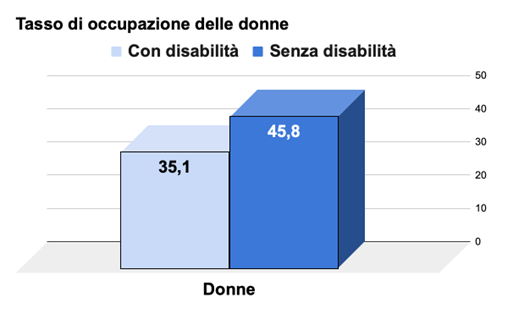 Tasso di occupazione delle donne
Con disabilità Senza disabilità
50
40
30
20
10
0
35,1
45,8
Donne